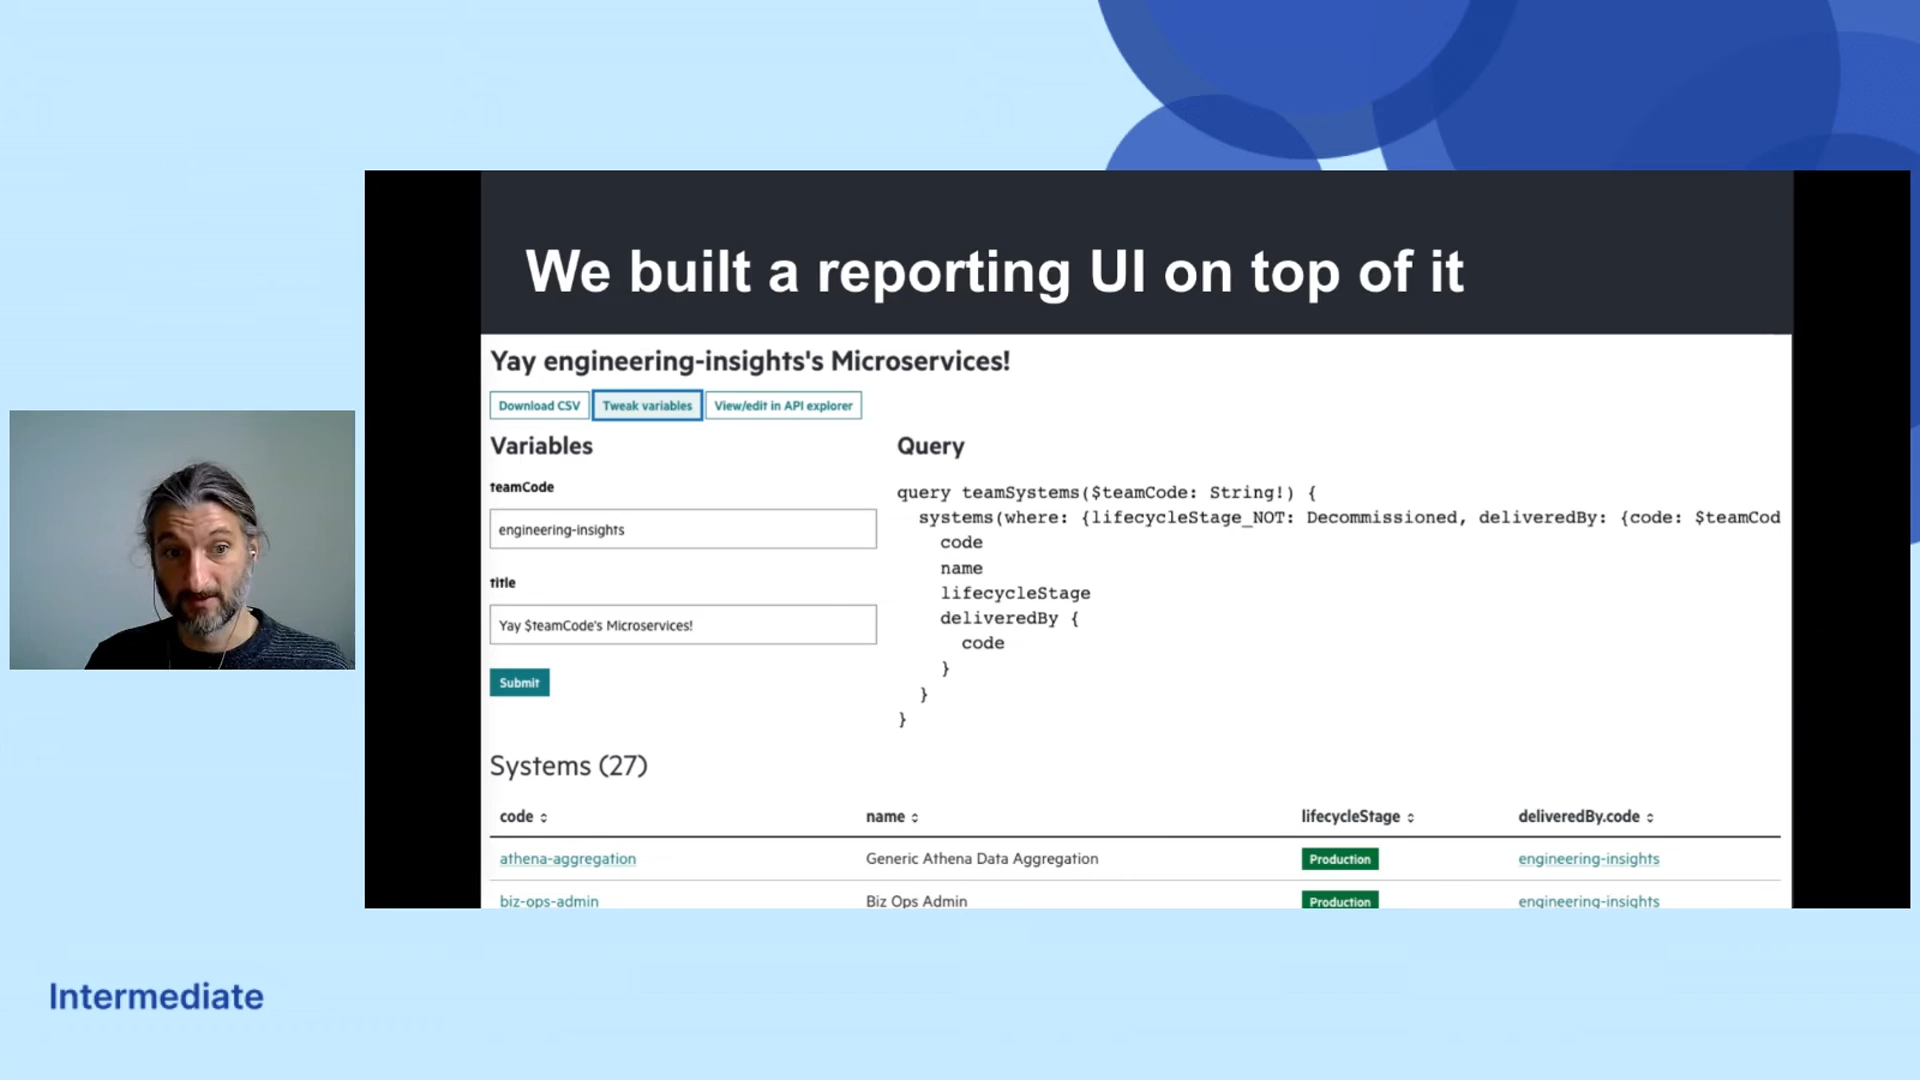 We built a reporting UI on top of it
Yay engineering-insights's Microservices!
Download CSV Tweak variables View/edit in API explorer
Variables
teamCode
engineering-insights
title
Yay $teamCode's Microservices!
Submit
Query
query teamSystems($teamCode: String!) {
systems(where: {lifecycleStage_NOT: Decommissioned, deliveredBy: {code: $teamCod
code
name
lifecycleStage
deliveredBy {
code
}
}
}
Systems (27)
code name lifecycleStage deliveredBy.code
athena-aggregation Generic Athena Data Aggregation Production engineering-insights
biz-ops-admin Biz Ops Admin Production engineering-insights
Intermediate